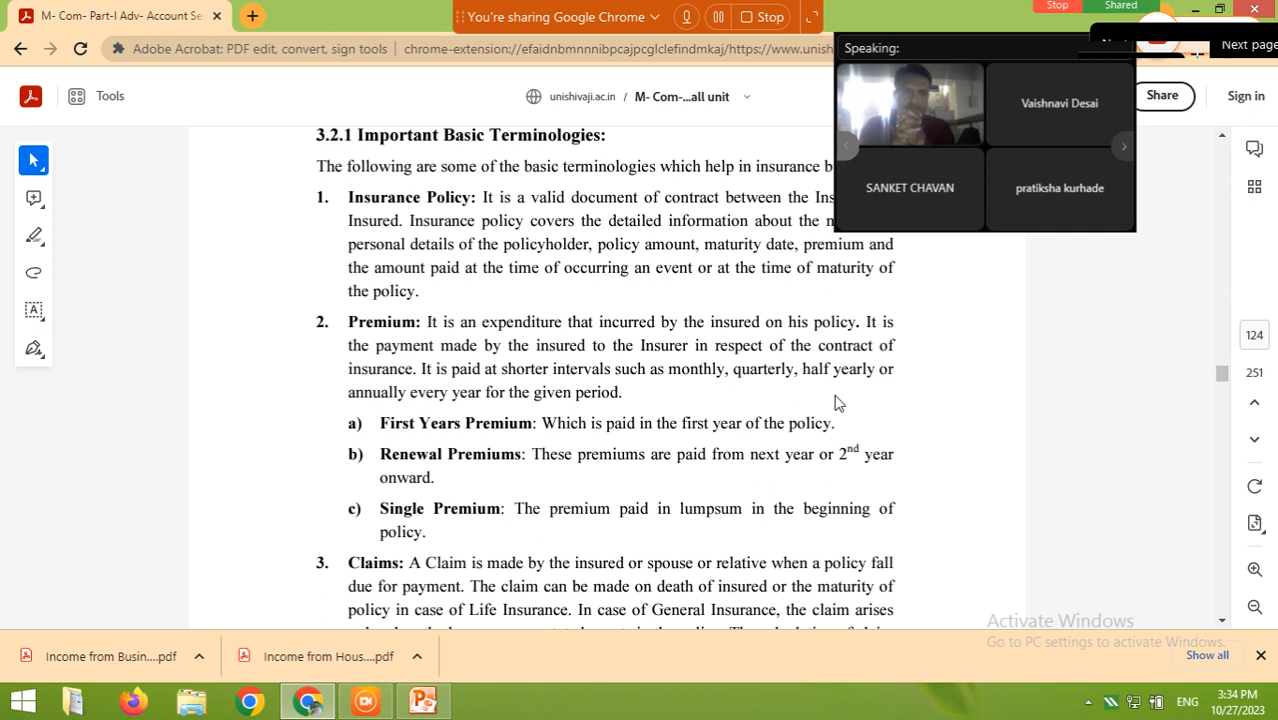 M- Com- Part-I Adv- Account Se
You're sharing Google Chrome
Stop
Stop
Shared
Adobe Acrobat: PDF edit, convert, sign tools
chrome-extension://efaidnbmnnnibpcajpcglclefindmkaj/https://www.unish
Speaking:
Next page
Tools
unishivaji.ac.in / M- Com-...all unit
Share
Sign in
Vaishnavi Desai
SANKET CHAVAN
pratiksha kurhade
3.2.1 Important Basic Terminologies:
The following are some of the basic terminologies which help in insurance b
1. Insurance Policy: It is a valid document of contract between the Ins
Insured. Insurance policy covers the detailed information about the n
personal details of the policyholder, policy amount, maturity date, premium and
the amount paid at the time of occurring an event or at the time of maturity of
the policy.
2. Premium: It is an expenditure that incurred by the insured on his policy. It is
the payment made by the insured to the Insurer in respect of the contract of
insurance. It is paid at shorter intervals such as monthly, quarterly, half yearly or
annually every year for the given period.
a) First Years Premium: Which is paid in the first year of the policy.
b) Renewal Premiums: These premiums are paid from next year or 2nd year
onward.
c) Single Premium: The premium paid in lumpsum in the beginning of
policy.
3. Claims: A Claim is made by the insured or spouse or relative when a policy fall
due for payment. The claim can be made on death of insured or the maturity of
policy in case of Life Insurance. In case of General Insurance, the claim arises
124
251
Activate Windows
Go to PC settings to activate Windows.
Income from Busin....pdf
Income from Hous....pdf
Show all
ENG
3:34 PM
10/27/2023